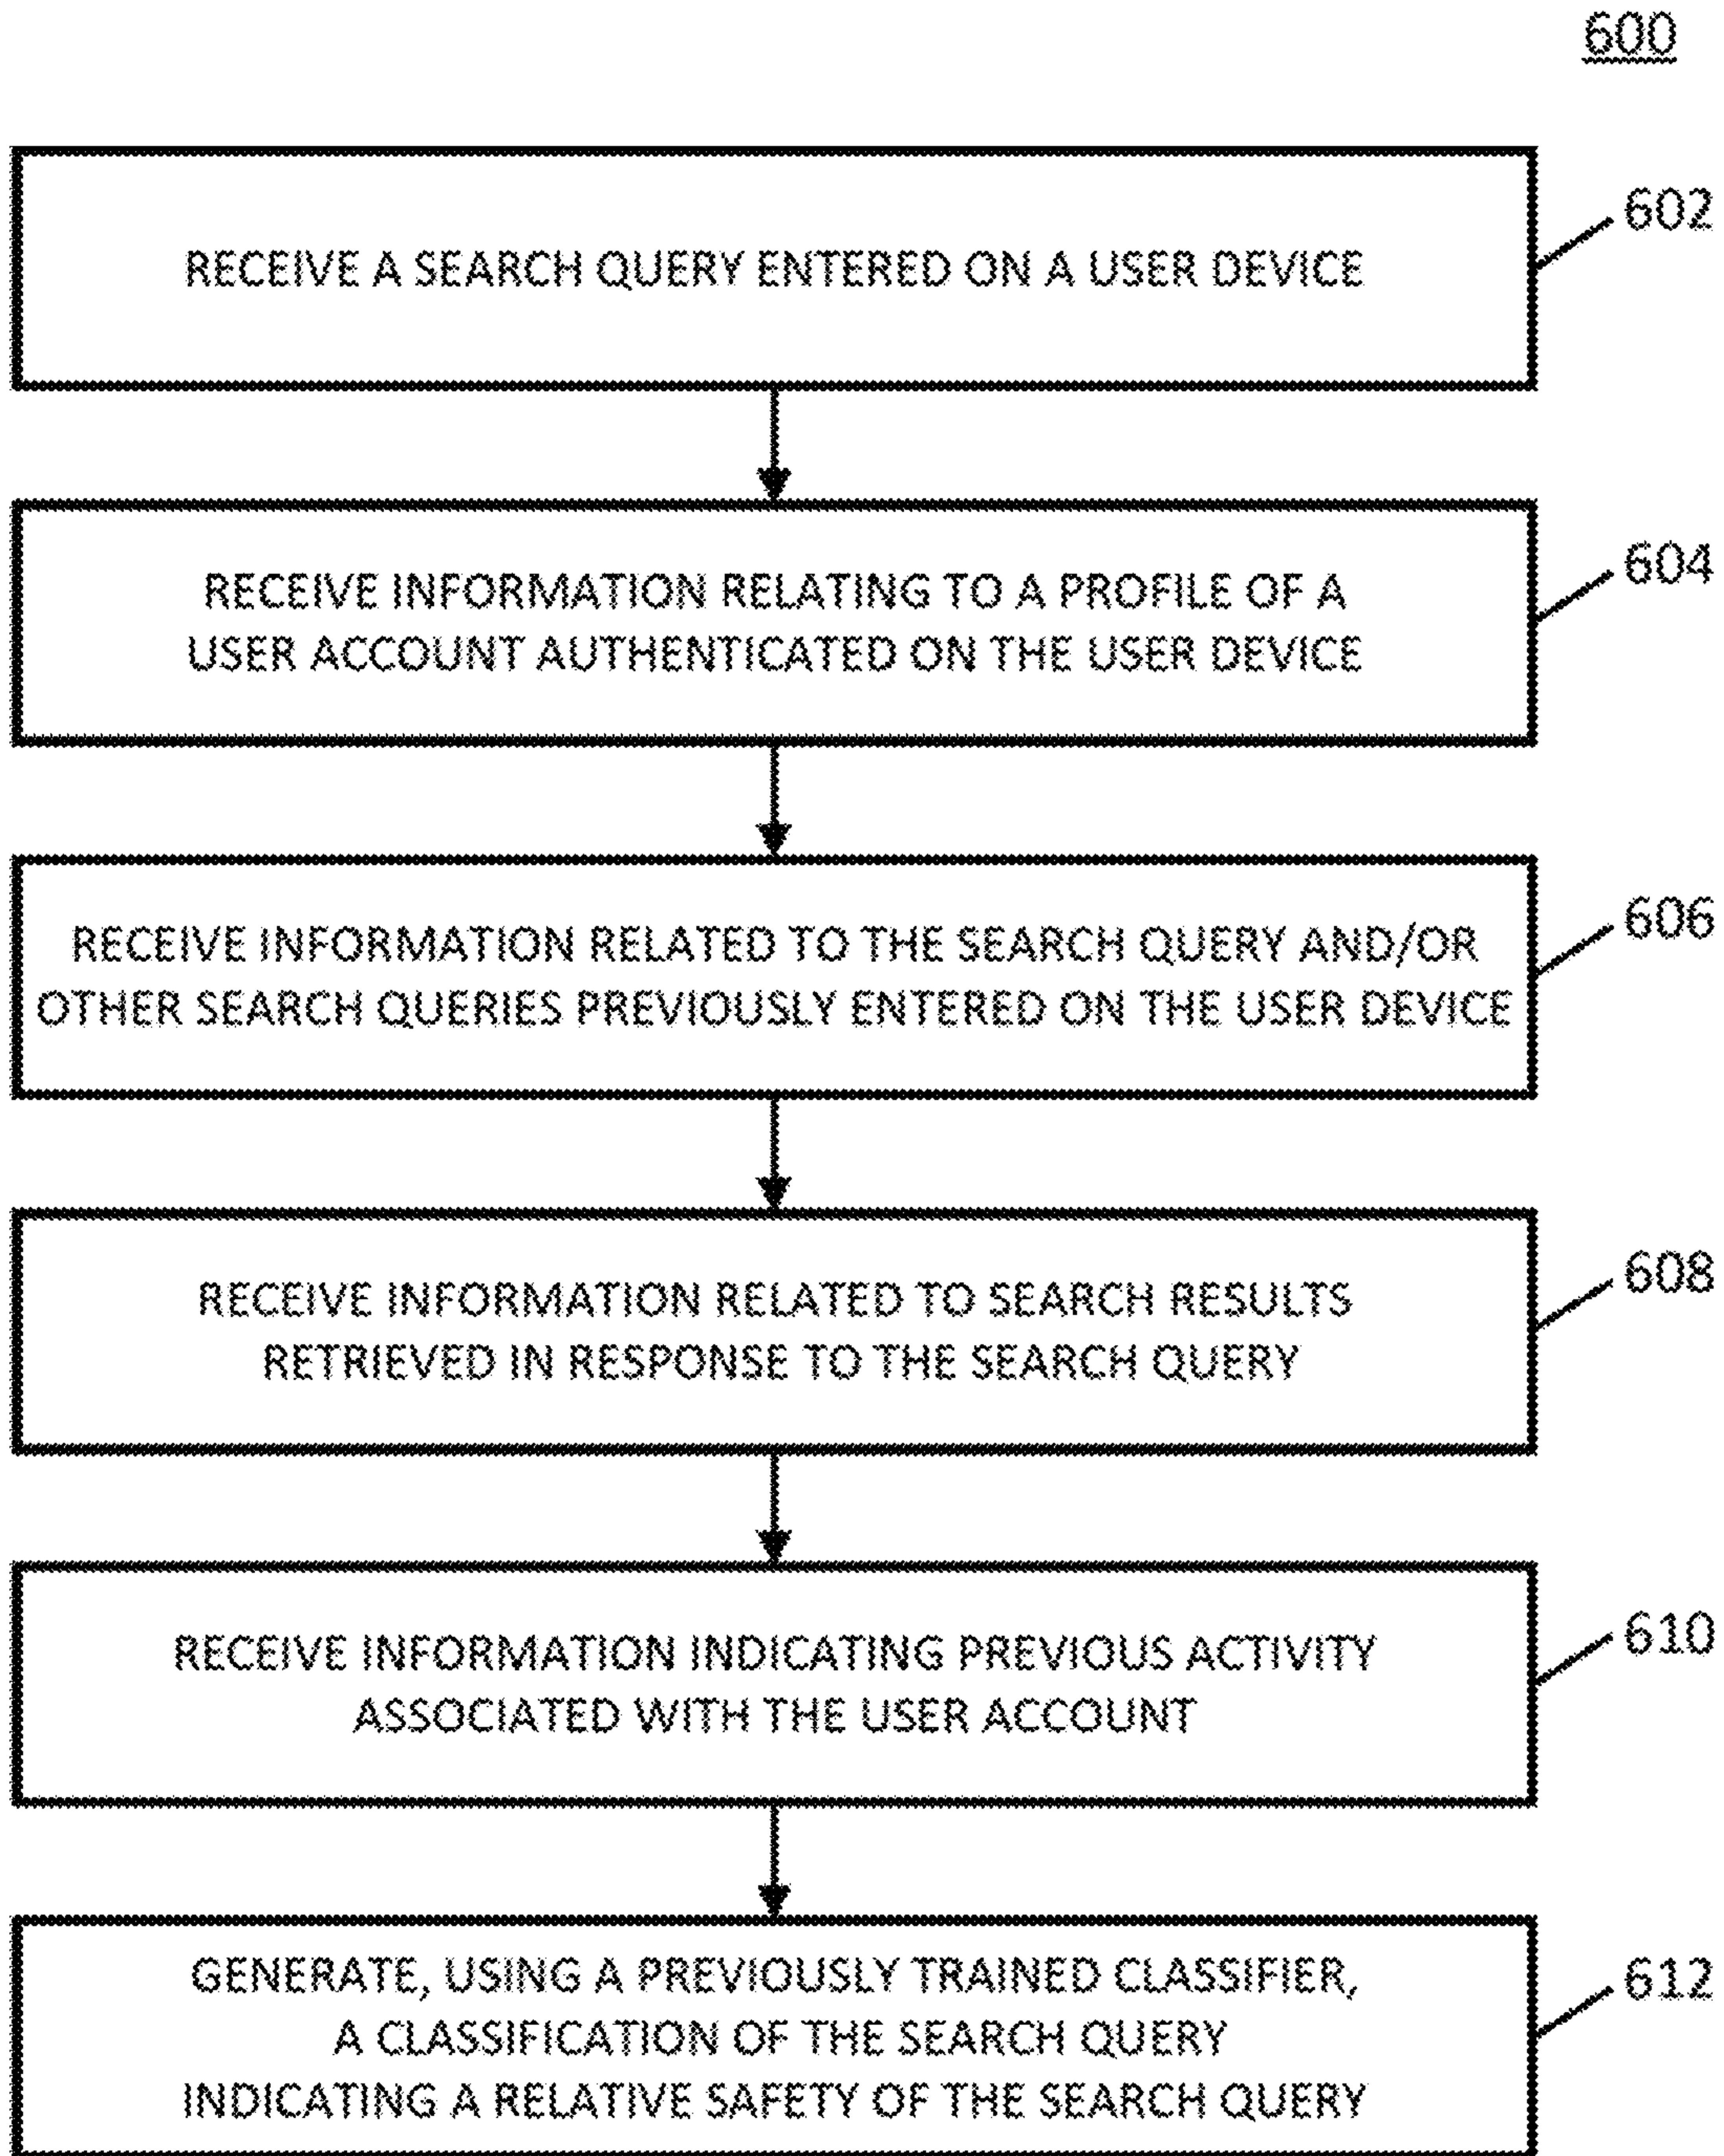 600
RECEIVE A SEARCH QUERY ENTERED ON A USER DEVICE
602
RECEIVE INFORMATION RELATING TO A PROFILE OF A
USER ACCOUNT AUTHENTICATED ON THE USER DEVICE
604
RECEIVE INFORMATION RELATED TO THE SEARCH QUERY AND/OR
OTHER SEARCH QUERIES PREVIOUSLY ENTERED ON THE USER DEVICE
606
RECEIVE INFORMATION RELATED TO SEARCH RESULTS
RETRIEVED IN RESPONSE TO THE SEARCH QUERY
608
RECEIVE INFORMATION INDICATING PREVIOUS ACTIVITY
ASSOCIATED WITH THE USER ACCOUNT
610
GENERATE, USING A PREVIOUSLY TRAINED CLASSIFIER,
A CLASSIFICATION OF THE SEARCH QUERY
INDICATING A RELATIVE SAFETY OF THE SEARCH QUERY
612